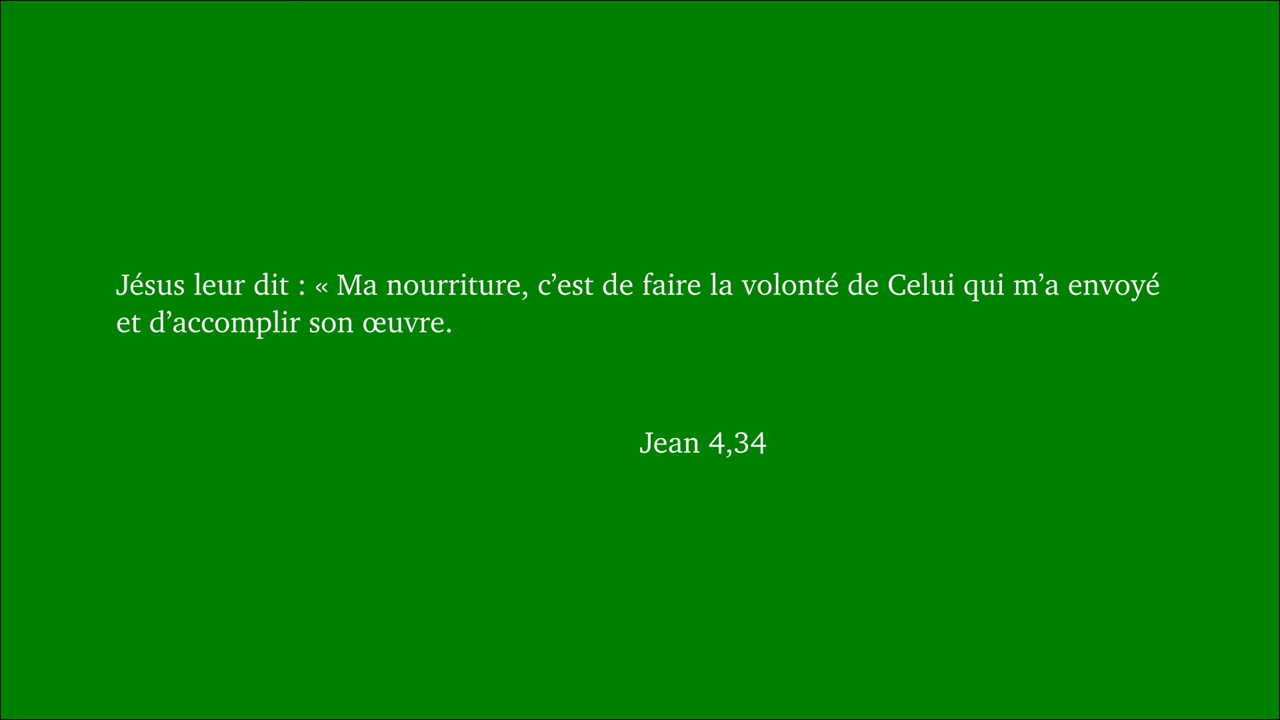 Jésus leur dit : « Ma nourriture, c’est de faire la volonté de Celui qui m’a envoyé
et d’accomplir son œuvre.
Jean 4,34